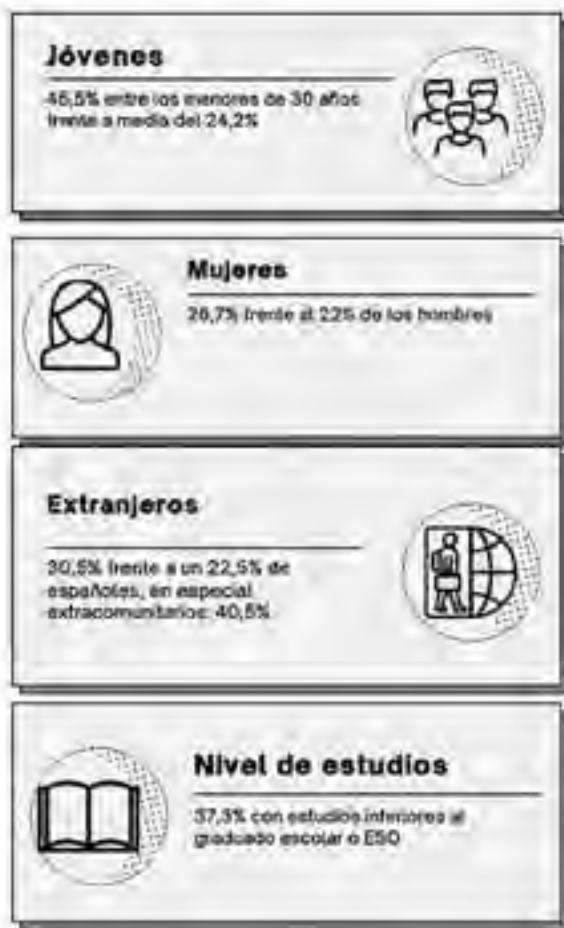 Jóvenes
46,5% entre los menores de 30 años
frente a media del 24,2%
Mujeres
26,7% frente al 22% de los hombres
Extranjeros
30,5% frente a un 22,5% de
españoles, en especial
extracomunitarios: 40,5%
Nivel de estudios
37,3% con estudios inferiores al
graduado escolar o ESO